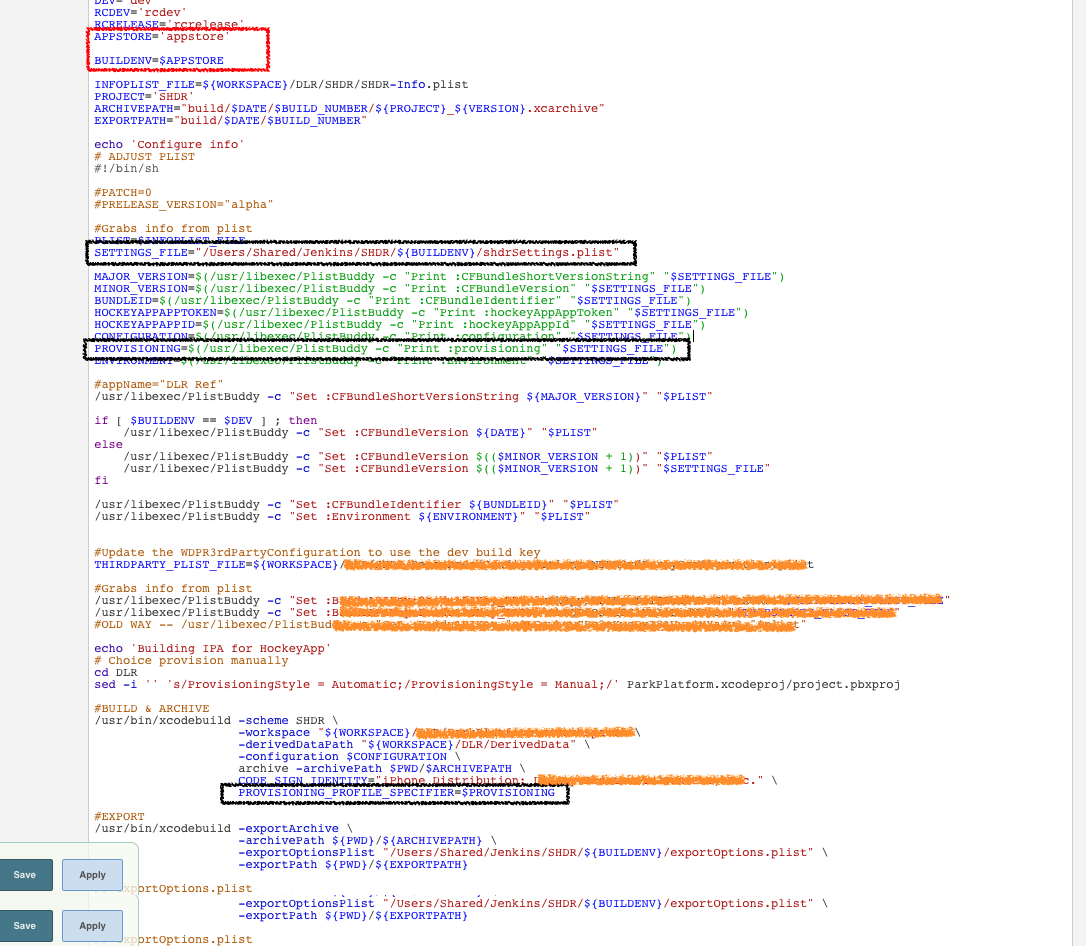 DEV='dev'
RCDEV='rcdev'
RCRELEASE='rcrelease'
APPSTORE='appstore'
BUILDENV=$APPSTORE
INFOPLIST_FILE=${WORKSPACE}/DLR/SHDR/SHDR-Info.plist
PROJECT='SHDR'
ARCHIVEPATH="build/$DATE/$BUILD_NUMBER/${PROJECT}_${VERSION}.xcarchive"
EXPORTPATH="build/$DATE/$BUILD_NUMBER"
echo 'Configure info'
# ADJUST PLIST
#!/bin/sh
#PATCH=0
#PRELEASE_VERSION="alpha"
#Grabs info from plist
PLIST=$INFOPLIST_FILE
SETTINGS_FILE="/Users/Shared/Jenkins/SHDR/${BUILDENV}/shdrSettings.plist"
MAJOR_VERSION=$(/usr/libexec/PlistBuddy -c "Print :CFBundleShortVersionString" "$SETTINGS_FILE")
MINOR_VERSION=$(/usr/libexec/PlistBuddy -c "Print :CFBundleVersion" "$SETTINGS_FILE")
BUNDLEID=$(/usr/libexec/PlistBuddy -c "Print :CFBundleIdentifier" "$SETTINGS_FILE")
HOCKEYAPPAPPTOKEN=$(/usr/libexec/PlistBuddy -c "Print :hockeyAppAppToken" "$SETTINGS_FILE")
HOCKEYAPPAPPID=$(/usr/libexec/PlistBuddy -c "Print :hockeyAppAppId" "$SETTINGS_FILE")
CONFIGURATION=$(/usr/libexec/PlistBuddy -c "Print :configuration" "$SETTINGS_FILE")
PROVISIONING=$(/usr/libexec/PlistBuddy -c "Print :provisioning" "$SETTINGS_FILE")
ENVIRONMENT=$(/usr/libexec/PlistBuddy -c "Print :Environment" "$SETTINGS_FILE")
#appName="DLR Ref"
/usr/libexec/PlistBuddy -c "Set :CFBundleShortVersionString ${MAJOR_VERSION}" "$PLIST"
if [ $BUILDENV == $DEV ] ; then
/usr/libexec/PlistBuddy -c "Set :CFBundleVersion ${DATE}" "$PLIST"
else
/usr/libexec/PlistBuddy -c "Set :CFBundleVersion $(($MINOR_VERSION + 1))" "$PLIST"
/usr/libexec/PlistBuddy -c "Set :CFBundleVersion $(($MINOR_VERSION + 1))" "$SETTINGS_FILE"
fi
/usr/libexec/PlistBuddy -c "Set :CFBundleIdentifier ${BUNDLEID}" "$PLIST"
/usr/libexec/PlistBuddy -c "Set :Environment ${ENVIRONMENT}" "$PLIST"
#Update the WDPR3rdPartyConfiguration to use the dev build key
THIRDPARTY_PLIST_FILE=${WORKSPACE}/
#Grabs info from plist
/usr/libexec/PlistBuddy -c "Set :
/usr/libexec/PlistBuddy -c "Set :
#OLD WAY -- /usr/libexec/PlistBud
echo 'Building IPA for HockeyApp'
# Choice provision manually
cd DLR
sed -i '' 's/ProvisioningStyle = Automatic;/ProvisioningStyle = Manual;/' ParkPlatform.xcodeproj/project.pbxproj
#BUILD & ARCHIVE
/usr/bin/xcodebuild -scheme SHDR \
-workspace "${WORKSPACE}/ \
-derivedDataPath "${WORKSPACE}/DLR/DerivedData" \
-configuration $CONFIGURATION \
archive -archivePath $PWD/$ARCHIVEPATH \
CODE_SIGN_IDENTITY="iPhone Distribution: c." \
PROVISIONING_PROFILE_SPECIFIER=$PROVISIONING
#EXPORT
/usr/bin/xcodebuild -exportArchive \
-archivePath ${PWD}/${ARCHIVEPATH} \
-exportOptionsPlist "/Users/Shared/Jenkins/SHDR/${BUILDENV}/exportOptions.plist" \
-exportPath ${PWD}/${EXPORTPATH}
Save Apply
exportOptions.plist
-exportOptionsPlist "/Users/Shared/Jenkins/SHDR/${BUILDENV}/exportOptions.plist" \
-exportPath ${PWD}/${EXPORTPATH}
Save Apply
exportOptions.plist